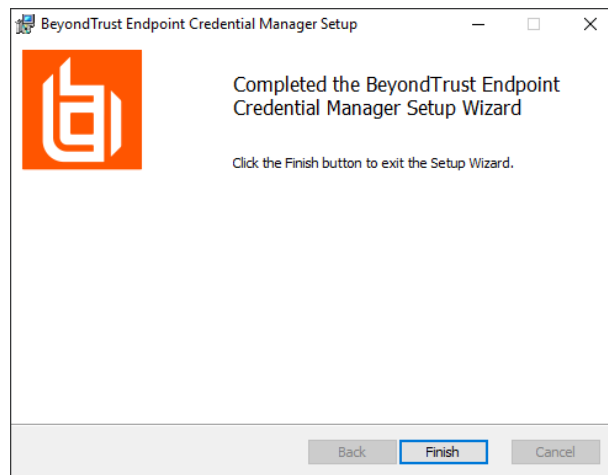 BeyondTrust Endpoint Credential Manager Setup
Completed the BeyondTrust Endpoint
Credential Manager Setup Wizard
Click the Finish button to exit the Setup Wizard.
Back
Finish
Cancel